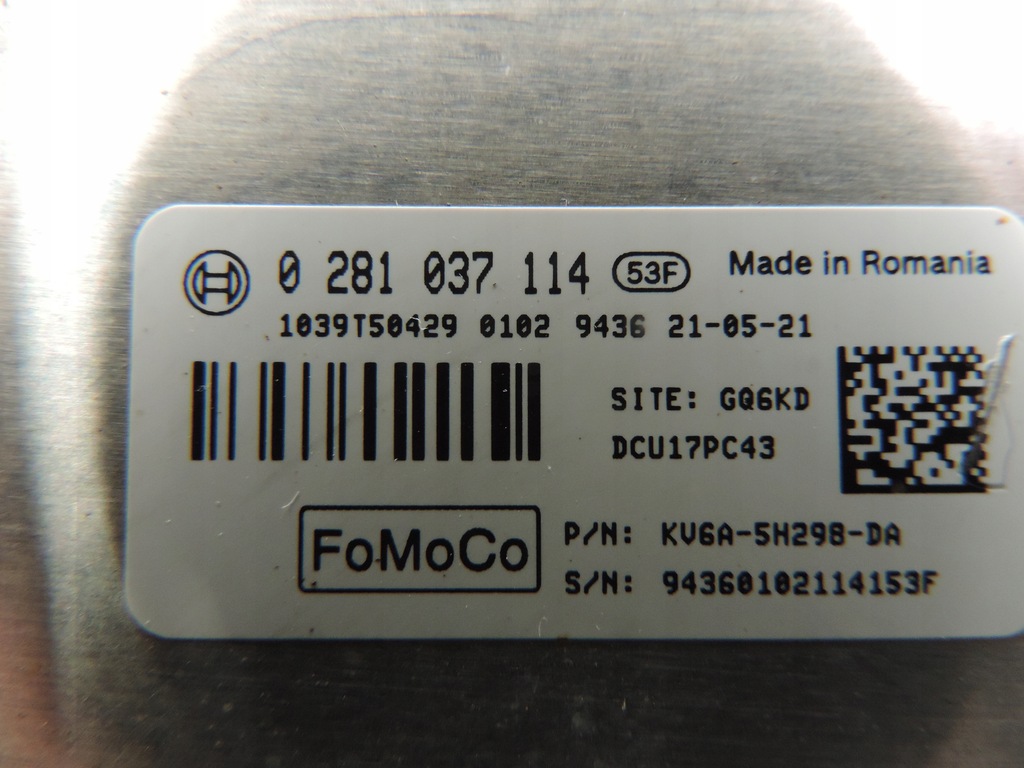 0 281 037 114 53F Made in Romania
1039T50429 0102 9436 21-05-21
SITE: GQ6KD
DCU17PC43
FoMoCo
P/N: KV6A-5H298-DA
S/N: 94360102114153F